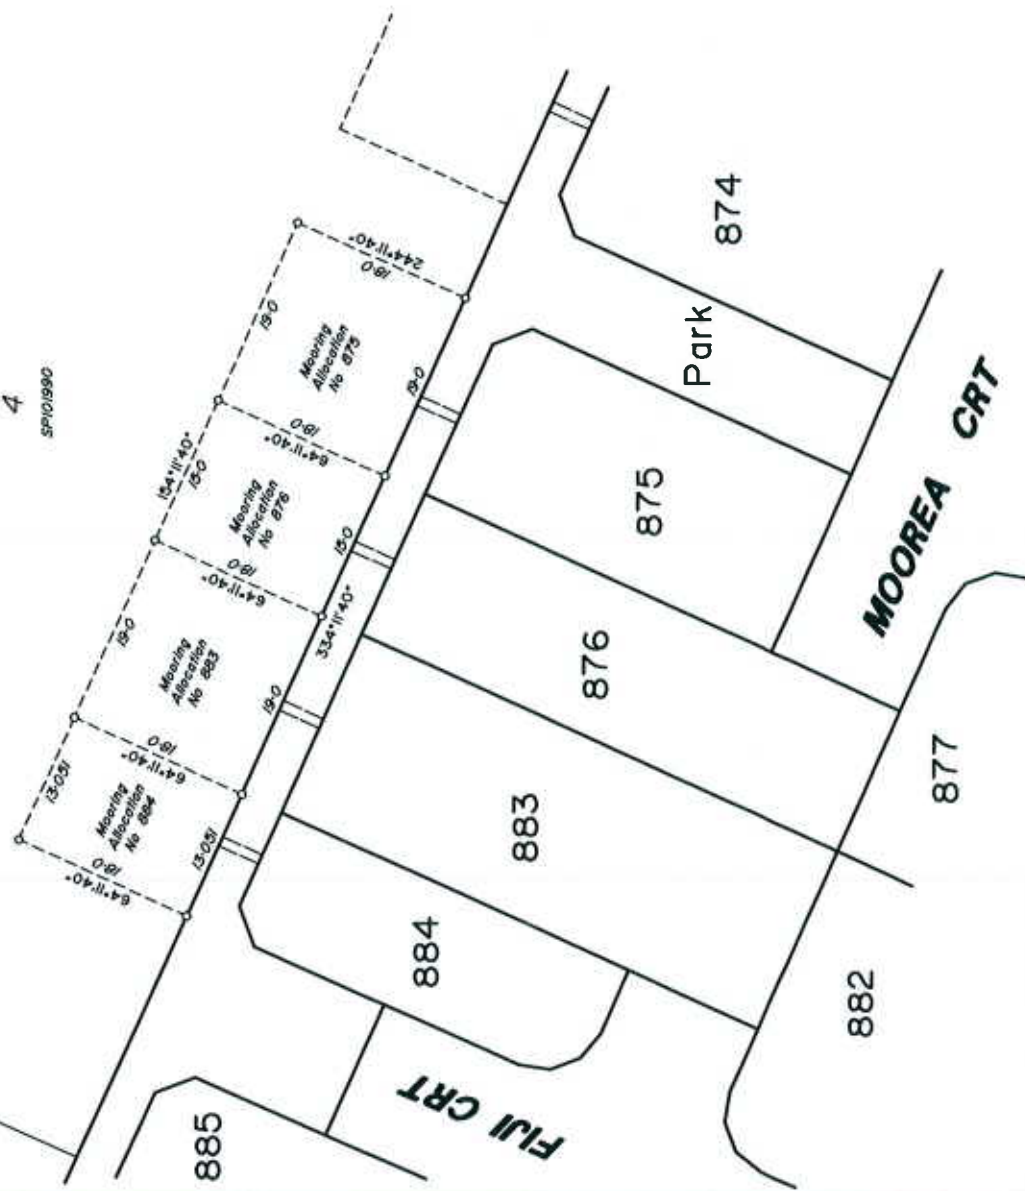 4
SP101990
19·0
244°11'40"
18·0
Mooring
Allocation
No 875
19·0
154°11'40"
15·0
64°11'40"
18·0
Mooring
Allocation
No 876
15·0
19·0
64°11'40"
18·0
334°11'40"
Mooring
Allocation
No 883
19·0
13·051
64°11'40"
18·0
Mooring
Allocation
No 884
13·051
64°11'40"
18·0
874
Park
875
MOOREA CRT
876
877
883
884
882
FIJI CRT
885